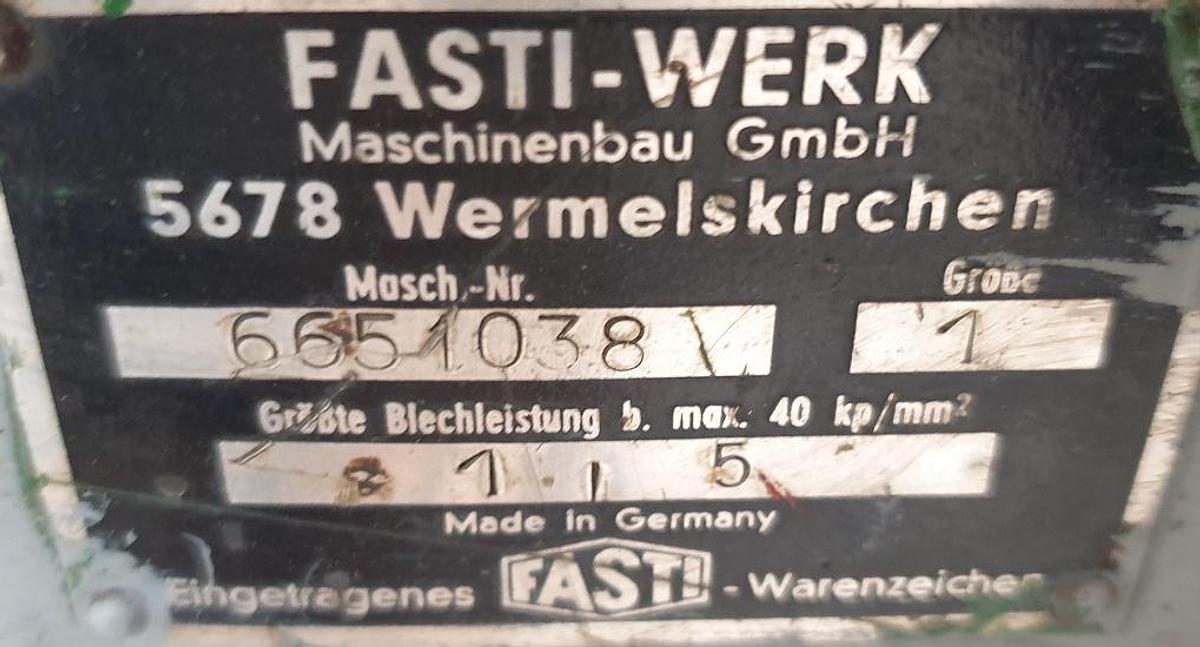 FASTI-WERK
Maschinenbau GmbH
5678 Wermelskirchen
Masch.-Nr. Größe
6651038 1
Größte Blechleistung b. max. 40 kp/mm²
1,5
Made in Germany
Eingetragenes FASTI - Warenzeichen